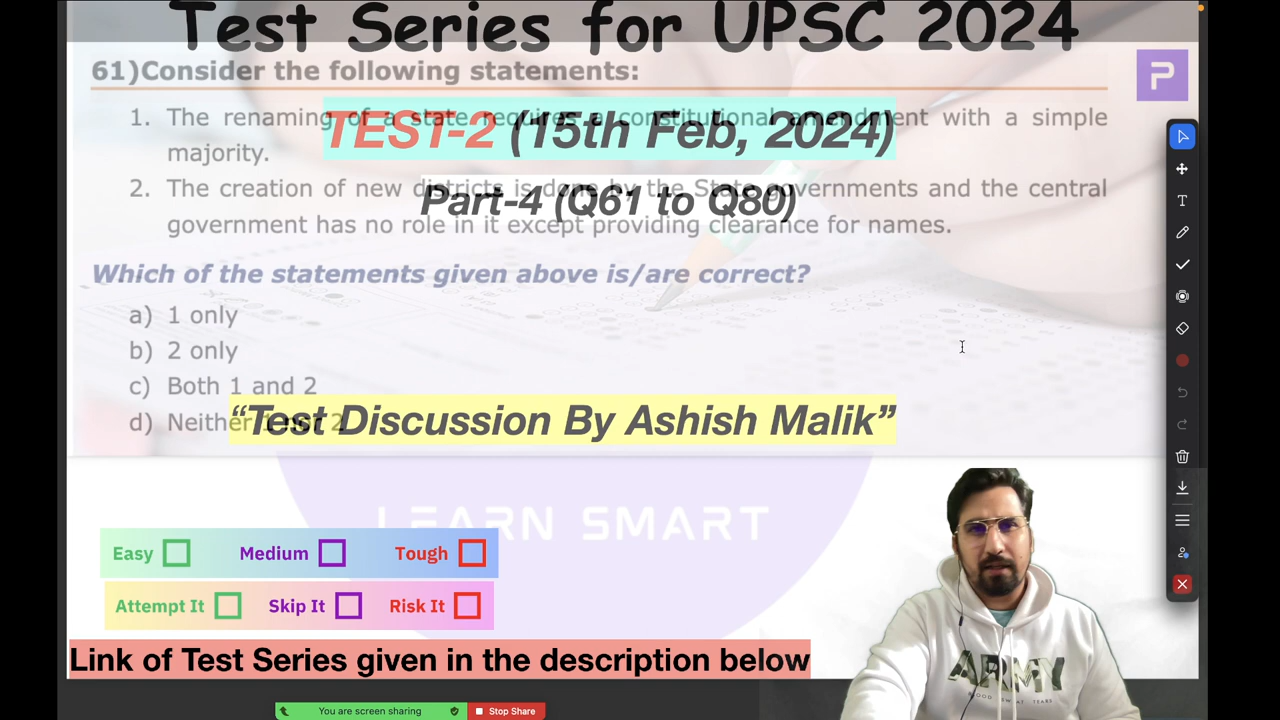 Test Series for UPSC 2024
61)Consider the following statements:
P
1. The renaming of a state requires a constitutional amendment with a simple
majority.
TEST-2 (15th Feb, 2024)
2. The creation of new districts is done by the State governments and the central
government has no role in it except providing clearance for names.
Part-4 (Q61 to Q80)
Which of the statements given above is/are correct?
a) 1 only
b) 2 only
c) Both 1 and 2
d) Neither 1 nor 2
“Test Discussion By Ashish Malik”
LEARN SMART
Easy Medium Tough
Attempt It Skip It Risk It
Link of Test Series given in the description below
ARMY
You are screen sharing Stop Share